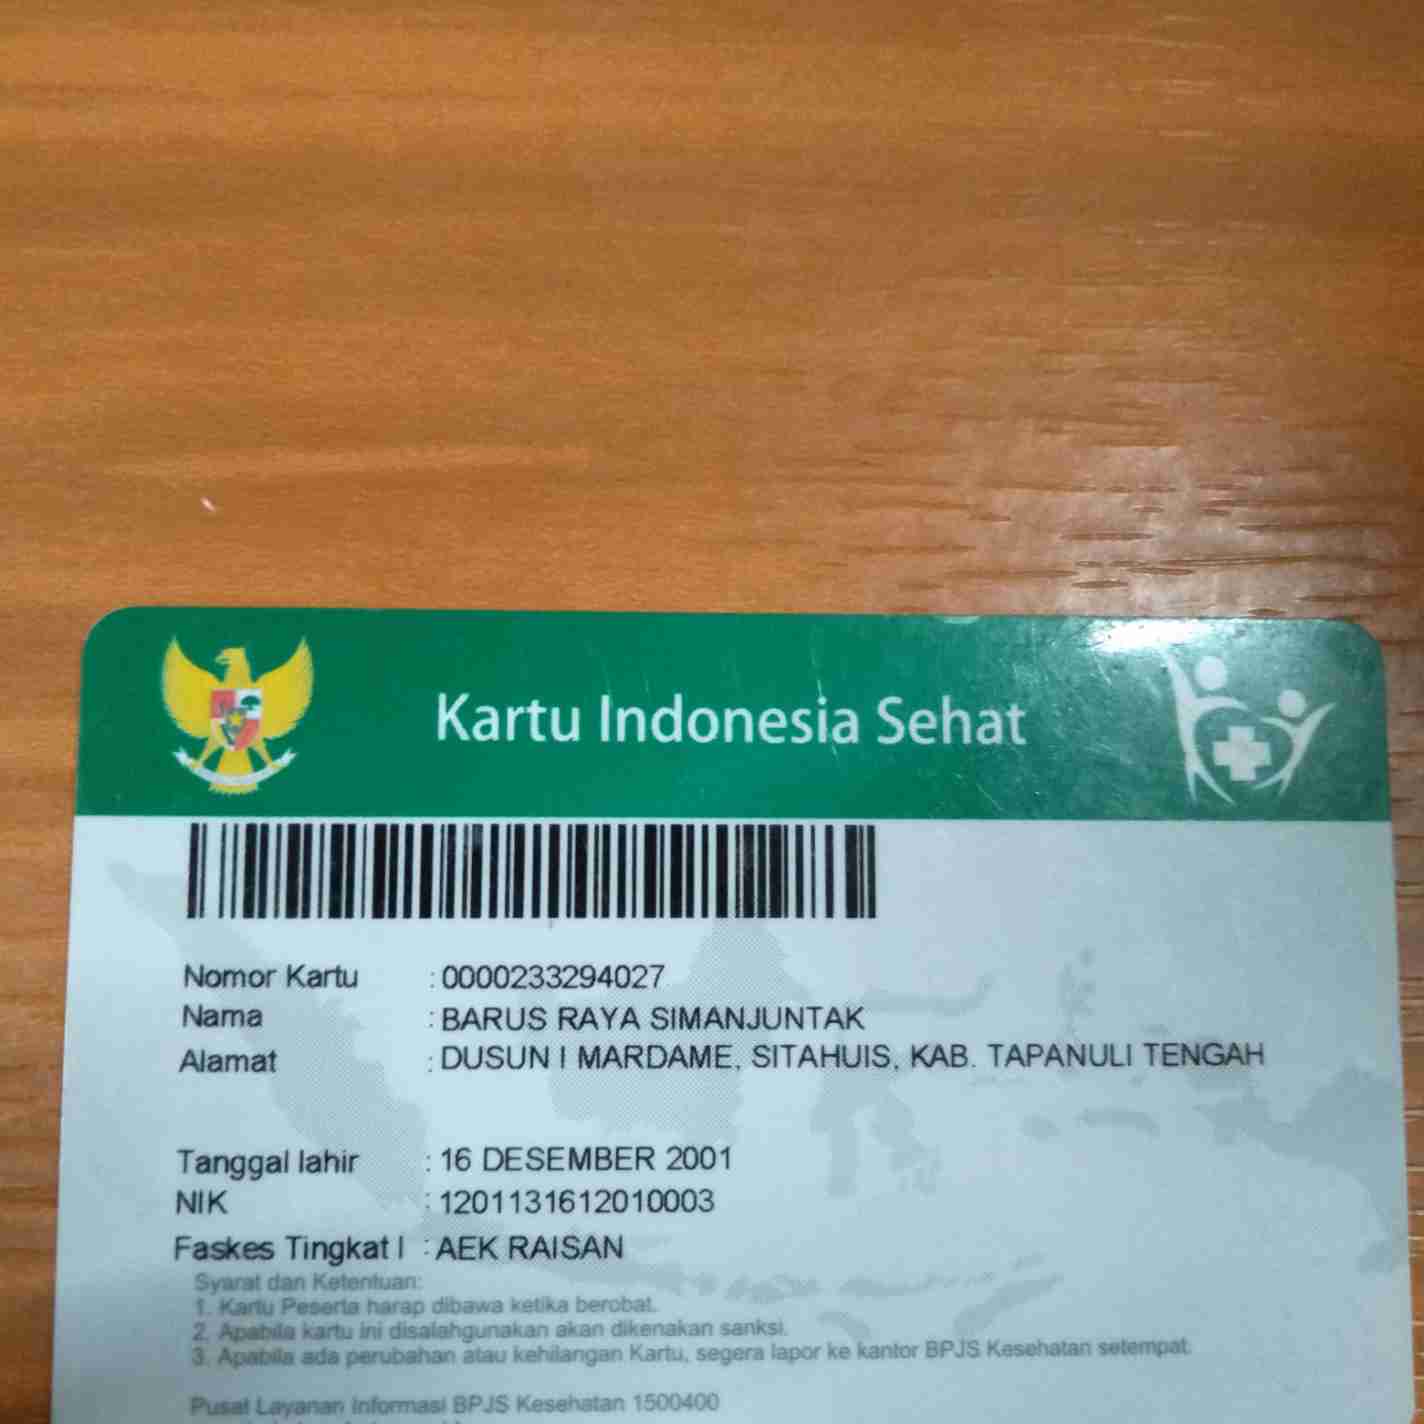 Kartu Indonesia Sehat
Nomor Kartu : 0000233294027
Nama : BARUS RAYA SIMANJUNTAK
Alamat : DUSUN I MARDAME, SITAHUIS, KAB. TAPANULI TENGAH
Tanggal lahir : 16 DESEMBER 2001
NIK : 1201131612010003
Faskes Tingkat I : AEK RAISAN
Syarat dan Ketentuan:
1. Kartu Peserta harap dibawa ketika berobat.
2. Apabila kartu ini disalahgunakan akan dikenakan sanksi.
3. Apabila ada perubahan atau kehilangan Kartu, segera lapor ke kantor BPJS Kesehatan setempat.
Pusat Layanan Informasi BPJS Kesehatan 1500400